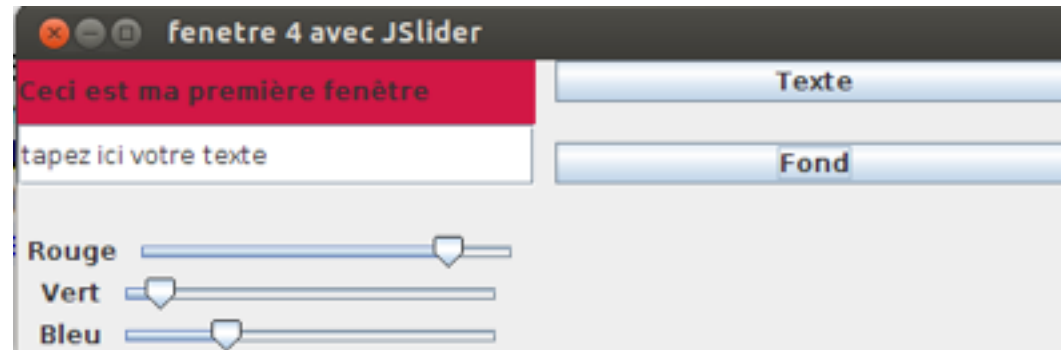 fenetre 4 avec JSlider
Ceci est ma première fenêtre
Texte
tapez ici votre texte
Fond
Rouge
Vert
Bleu